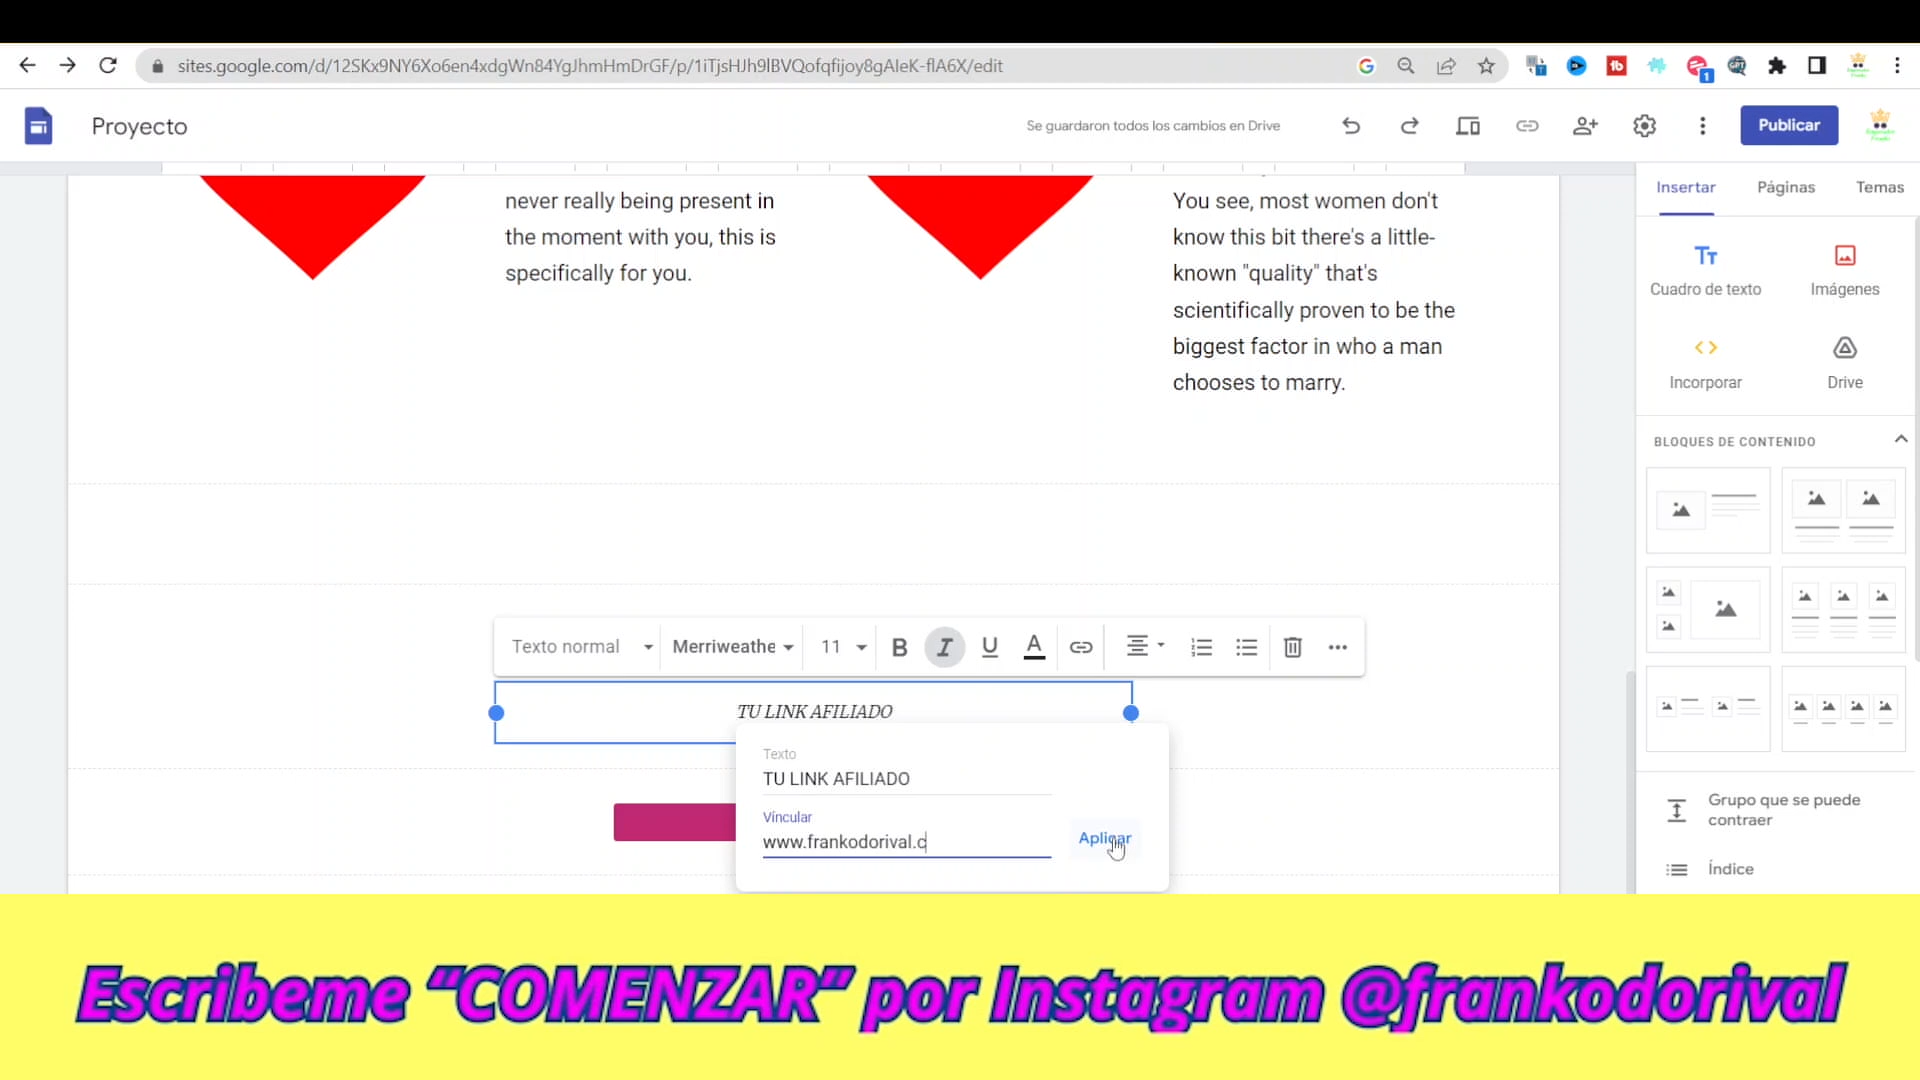 sites.google.com/d/12SKx9NY6Xo6en4xdgWn84YgJhmHmDrGF/p/1iTjsHJh9lBVQofqfijoy8gAIeK-flA6X/edit
1
Proyecto
Se guardaron todos los cambios en Drive
Publicar
Insertar
Páginas
Temas
never really being present in
the moment with you, this is
specifically for you.
You see, most women don't
know this bit there's a little-
known "quality" that's
scientifically proven to be the
biggest factor in who a man
chooses to marry.
Cuadro de texto
Imágenes
Incorporar
Drive
BLOQUES DE CONTENIDO
Texto normal
Merriweathe
11
B
I
U
A
TU LINK AFILIADO
Texto
TU LINK AFILIADO
Vincular
www.frankodorival.c
Aplicar
Grupo que se puede
contraer
Índice
Escribeme “COMENZAR” por Instagram @frankodorival